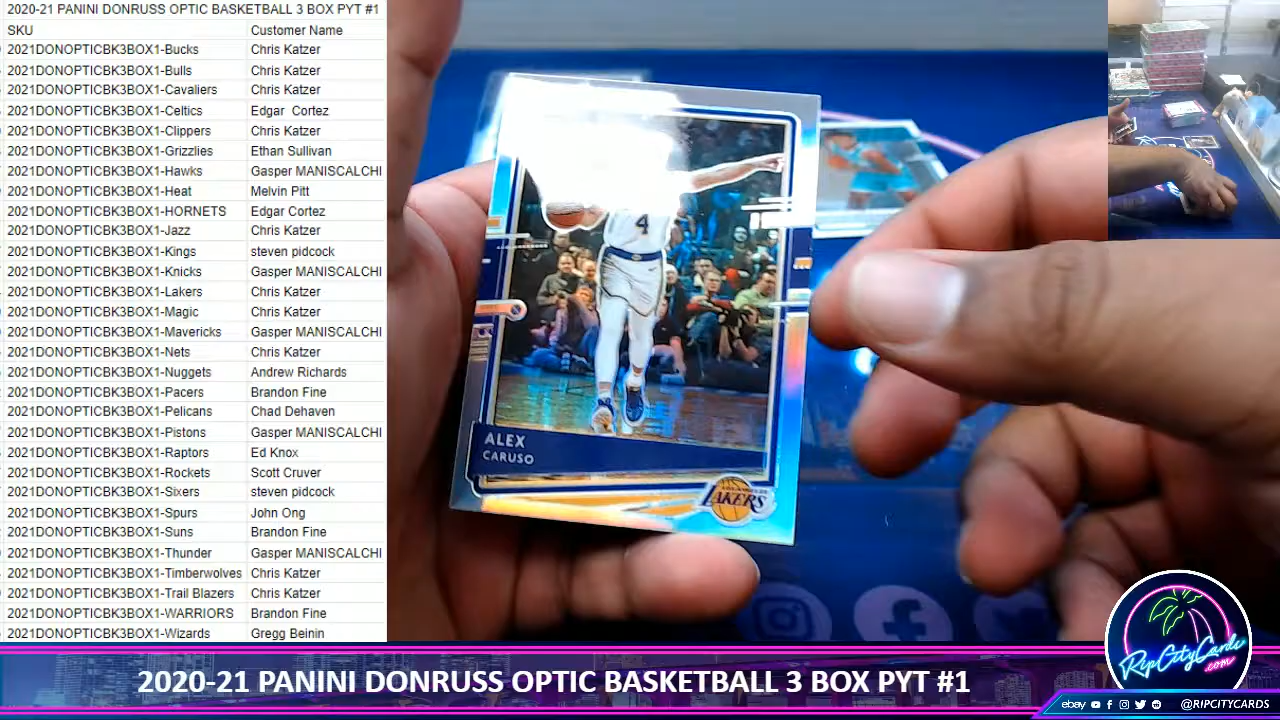 2020-21 PANINI DONRUSS OPTIC BASKETBALL 3 BOX PYT #1
SKU Customer Name
2021DONOPTICBK3BOX1-Bucks Chris Katzer
2021DONOPTICBK3BOX1-Bulls Chris Katzer
2021DONOPTICBK3BOX1-Cavaliers Chris Katzer
2021DONOPTICBK3BOX1-Celtics Edgar Cortez
2021DONOPTICBK3BOX1-Clippers Chris Katzer
2021DONOPTICBK3BOX1-Grizzlies Ethan Sullivan
2021DONOPTICBK3BOX1-Hawks Gasper MANISCALCHI
2021DONOPTICBK3BOX1-Heat Melvin Pitt
2021DONOPTICBK3BOX1-HORNETS Edgar Cortez
2021DONOPTICBK3BOX1-Jazz Chris Katzer
2021DONOPTICBK3BOX1-Kings steven pidcock
2021DONOPTICBK3BOX1-Knicks Gasper MANISCALCHI
2021DONOPTICBK3BOX1-Lakers Chris Katzer
2021DONOPTICBK3BOX1-Magic Chris Katzer
2021DONOPTICBK3BOX1-Mavericks Gasper MANISCALCHI
2021DONOPTICBK3BOX1-Nets Chris Katzer
2021DONOPTICBK3BOX1-Nuggets Andrew Richards
2021DONOPTICBK3BOX1-Pacers Brandon Fine
2021DONOPTICBK3BOX1-Pelicans Chad Dehaven
2021DONOPTICBK3BOX1-Pistons Gasper MANISCALCHI
2021DONOPTICBK3BOX1-Raptors Ed Knox
2021DONOPTICBK3BOX1-Rockets Scott Cruver
2021DONOPTICBK3BOX1-Sixers steven pidcock
2021DONOPTICBK3BOX1-Spurs John Ong
2021DONOPTICBK3BOX1-Suns Brandon Fine
2021DONOPTICBK3BOX1-Thunder Gasper MANISCALCHI
2021DONOPTICBK3BOX1-Timberwolves Chris Katzer
2021DONOPTICBK3BOX1-Trail Blazers Chris Katzer
2021DONOPTICBK3BOX1-WARRIORS Brandon Fine
2021DONOPTICBK3BOX1-Wizards Gregg Beinin
4
ALEX
CARUSO
LAKERS
RipCityCards
.com
2020-21 PANINI DONRUSS OPTIC BASKETBALL 3 BOX PYT #1
ebay @RIPCITYCARDS